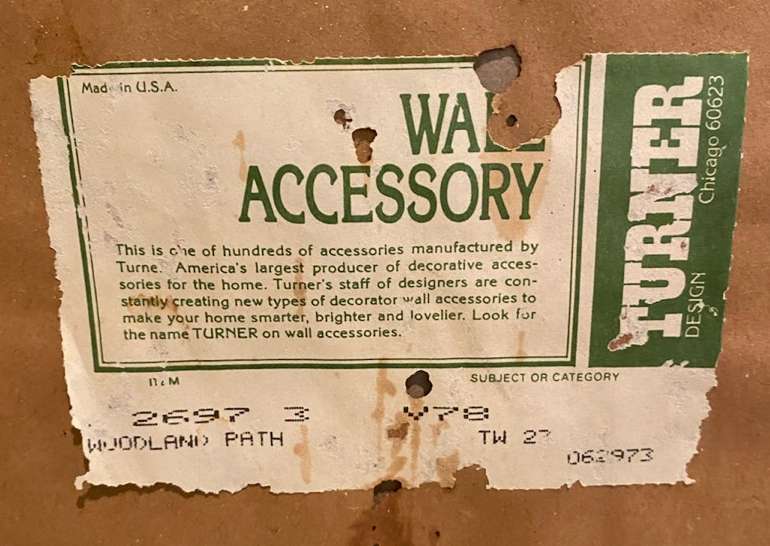 Made in U.S.A.
WALL
ACCESSORY
This is one of hundreds of accessories manufactured by
Turner. America's largest producer of decorative acces-
sories for the home. Turner's staff of designers are con-
stantly creating new types of decorator wall accessories to
make your home smarter, brighter and lovelier. Look for
the name TURNER on wall accessories.
TURNER
DESIGN Chicago 60623
ITEM SUBJECT OR CATEGORY
2697 3 V78
WOODLAND PATH TW 27